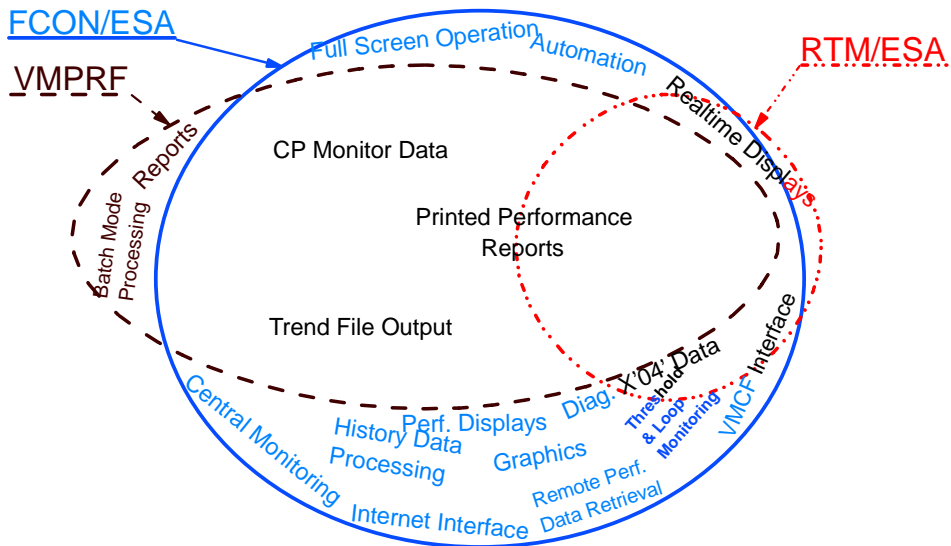 FCON/ESA
Full Screen Operation
Automation
RTM/ESA
VMPRF
Realtime Displays
Reports
CP Monitor Data
Batch Mode
Processing
Printed Performance
Reports
Trend File Output
Interface
Diag. X'04' Data
Threshold
& Loop
Monitoring
VMCF
Central Monitoring
History Data
Processing
Perf. Displays
Graphics
Remote Perf.
Data Retrieval
Internet Interface